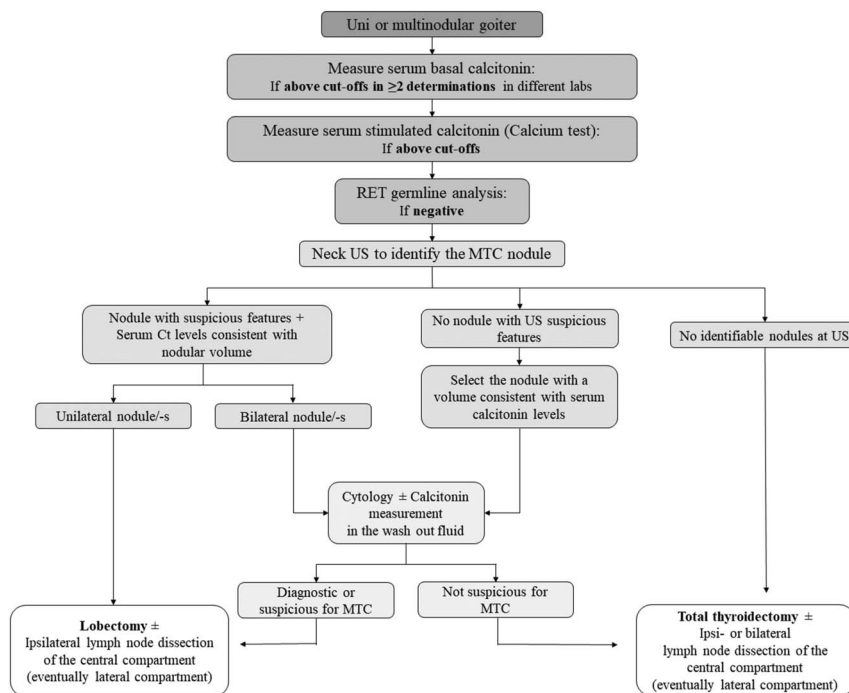 Uni or multinodular goiter
Measure serum basal calcitonin:
If above cut-offs in ≥2 determinations in different labs
Measure serum stimulated calcitonin (Calcium test):
If above cut-offs
RET germline analysis:
If negative
Neck US to identify the MTC nodule
Nodule with suspicious features +
Serum Ct levels consistent with
nodular volume
No nodule with US suspicious
features
No identifiable nodules at US
Select the nodule with a
volume consistent with serum
calcitonin levels
Unilateral nodule/-s
Bilateral nodule/-s
Cytology ± Calcitonin
measurement
in the wash out fluid
Diagnostic or
suspicious for MTC
Not suspicious for
MTC
Lobectomy ±
Ipsilateral lymph node dissection
of the central compartment
(eventually lateral compartment)
Total thyroidectomy ±
Ipsi- or bilateral
lymph node dissection of the
central compartment
(eventually lateral compartment)